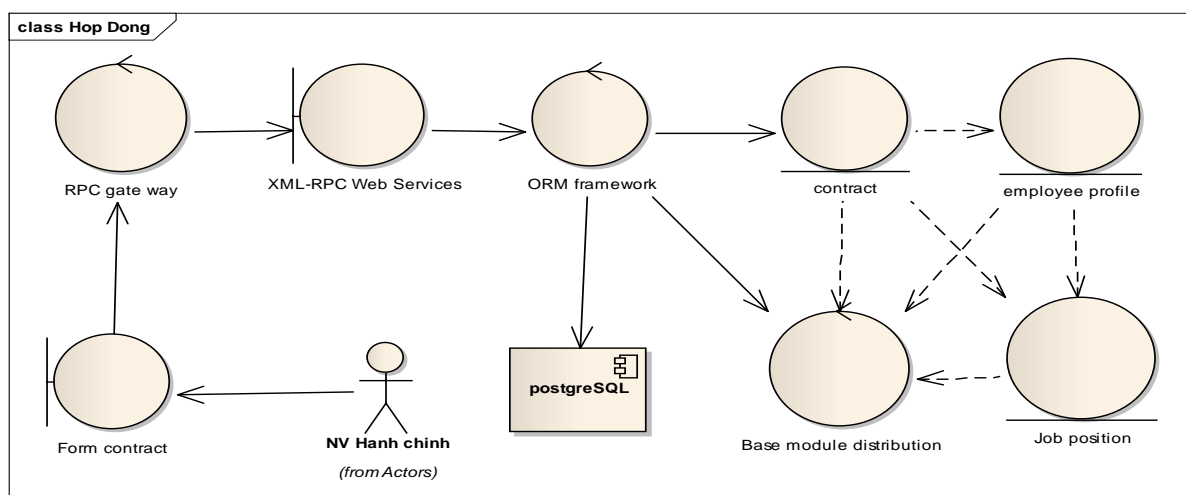 class Hop Dong
RPC gate way
XML-RPC Web Services
ORM framework
contract
employee profile
Form contract
NV Hanh chinh
(from Actors)
postgreSQL
Base module distribution
Job position